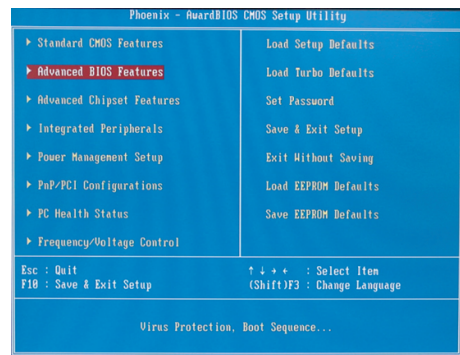 Phoenix - AwardBIOS CMOS Setup Utility
▶ Standard CMOS Features
▶ Advanced BIOS Features
▶ Advanced Chipset Features
▶ Integrated Peripherals
▶ Power Management Setup
▶ PnP/PCI Configurations
▶ PC Health Status
▶ Frequency/Voltage Control
Load Setup Defaults
Load Turbo Defaults
Set Password
Save & Exit Setup
Exit Without Saving
Load EEPROM Defaults
Save EEPROM Defaults
Esc : Quit
F10 : Save & Exit Setup
↑ ↓ → ← : Select Item
(Shift)F3 : Change Language
Virus Protection, Boot Sequence...